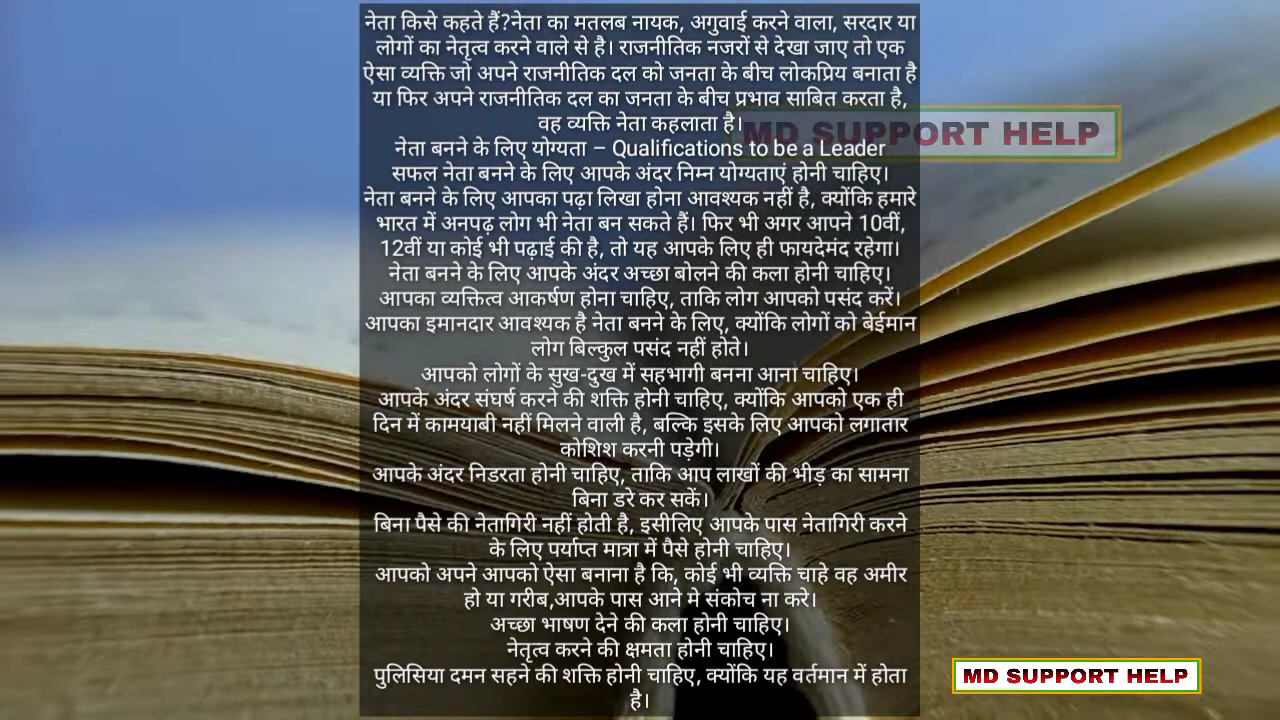 नेता किसे कहते हैं?नेता का मतलब नायक, अगुवाई करने वाला, सरदार या
लोगों का नेतृत्व करने वाले से है। राजनीतिक नजरों से देखा जाए तो एक
ऐसा व्यक्ति जो अपने राजनीतिक दल को जनता के बीच लोकप्रिय बनाता है
या फिर अपने राजनीतिक दल का जनता के बीच प्रभाव साबित करता है,
वह व्यक्ति नेता कहलाता है।
MD SUPPORT HELP
नेता बनने के लिए योग्यता – Qualifications to be a Leader
सफल नेता बनने के लिए आपके अंदर निम्न योग्यताएं होनी चाहिए।
नेता बनने के लिए आपका पढ़ा लिखा होना आवश्यक नहीं है, क्योंकि हमारे
भारत में अनपढ़ लोग भी नेता बन सकते हैं। फिर भी अगर आपने 10वीं,
12वीं या कोई भी पढ़ाई की है, तो यह आपके लिए ही फायदेमंद रहेगा।
नेता बनने के लिए आपके अंदर अच्छा बोलने की कला होनी चाहिए।
आपका व्यक्तित्व आकर्षण होना चाहिए, ताकि लोग आपको पसंद करें।
आपका इमानदार आवश्यक है नेता बनने के लिए, क्योंकि लोगों को बेईमान
लोग बिल्कुल पसंद नहीं होते।
आपको लोगों के सुख-दुख में सहभागी बनना आना चाहिए।
आपके अंदर संघर्ष करने की शक्ति होनी चाहिए, क्योंकि आपको एक ही
दिन में कामयाबी नहीं मिलने वाली है, बल्कि इसके लिए आपको लगातार
कोशिश करनी पड़ेगी।
आपके अंदर निडरता होनी चाहिए, ताकि आप लाखों की भीड़ का सामना
बिना डरे कर सकें।
बिना पैसे की नेतागिरी नहीं होती है, इसीलिए आपके पास नेतागिरी करने
के लिए पर्याप्त मात्रा में पैसे होनी चाहिए।
आपको अपने आपको ऐसा बनाना है कि, कोई भी व्यक्ति चाहे वह अमीर
हो या गरीब,आपके पास आने मे संकोच ना करे।
अच्छा भाषण देने की कला होनी चाहिए।
नेतृत्व करने की क्षमता होनी चाहिए।
पुलिसिया दमन सहने की शक्ति होनी चाहिए, क्योंकि यह वर्तमान में होता
है।
MD SUPPORT HELP